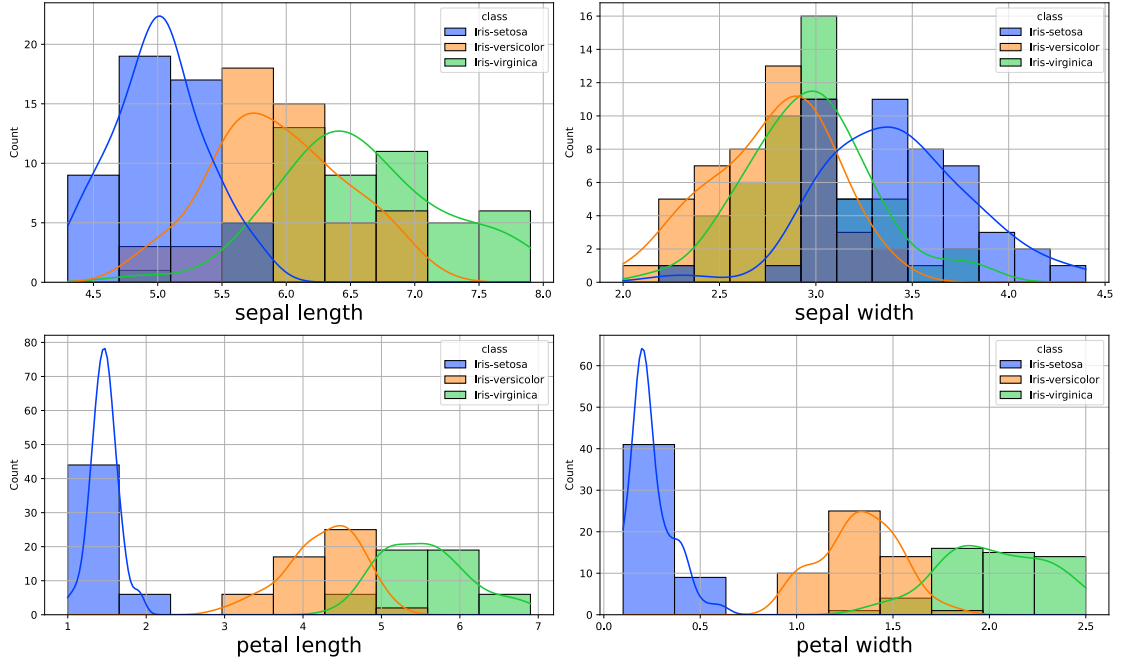 20
15
10
5
0
Count
4.5 5.0 5.5 6.0 6.5 7.0 7.5 8.0
sepal length
class
Iris-setosa
Iris-versicolor
Iris-virginica
16
14
12
10
8
6
4
2
0
Count
2.0 2.5 3.0 3.5 4.0 4.5
sepal width
class
Iris-setosa
Iris-versicolor
Iris-virginica
80
70
60
50
40
30
20
10
0
Count
1 2 3 4 5 6 7
petal length
class
Iris-setosa
Iris-versicolor
Iris-virginica
60
50
40
30
20
10
0
Count
0.0 0.5 1.0 1.5 2.0 2.5
petal width
class
Iris-setosa
Iris-versicolor
Iris-virginica